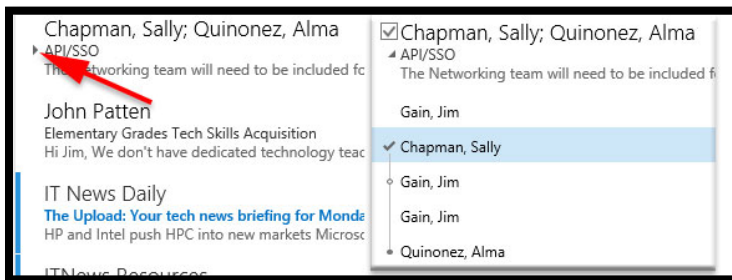 Chapman, Sally; Quinonez, Alma
API/SSO
The Networking team will need to be included fo
John Patten
Elementary Grades Tech Skills Acquisition
Hi Jim, We don't have dedicated technology teac
IT News Daily
The Upload: Your tech news briefing for Monda
HP and Intel push HPC into new markets Microsc
ITNews Resources
Chapman, Sally; Quinonez, Alma
API/SSO
The Networking team will need to be included f
Gain, Jim
Chapman, Sally
Gain, Jim
Gain, Jim
Quinonez, Alma